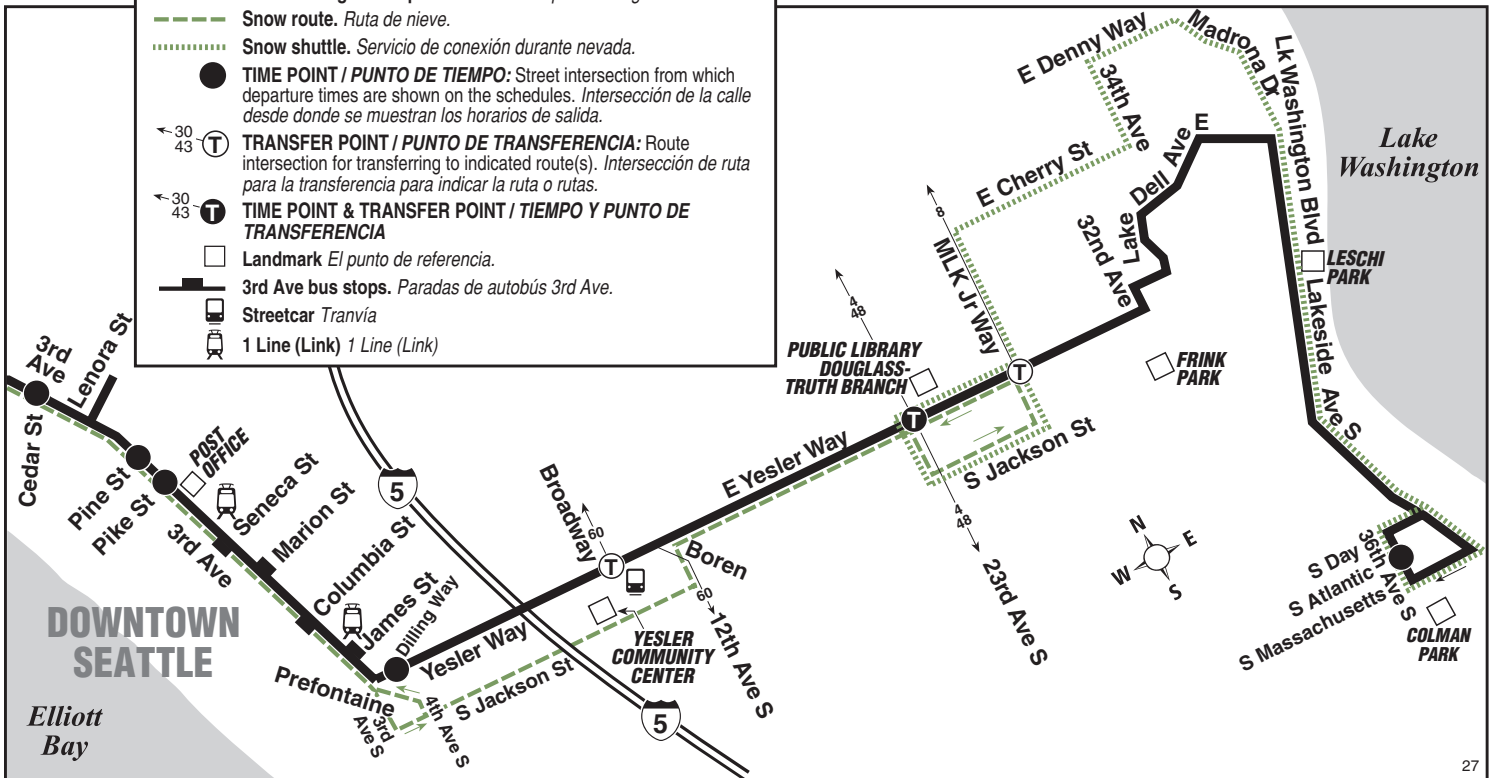 Snow route. Ruta de nieve.
Snow shuttle. Servicio de conexión durante nevada.
TIME POINT / PUNTO DE TIEMPO: Street intersection from which
departure times are shown on the schedules. Intersección de la calle
desde donde se muestran los horarios de salida.
30
43
T
TRANSFER POINT / PUNTO DE TRANSFERENCIA: Route
intersection for transferring to indicated route(s). Intersección de ruta
para la transferencia para indicar la ruta o rutas.
30
43
T
TIME POINT & TRANSFER POINT / TIEMPO Y PUNTO DE
TRANSFERENCIA
Landmark El punto de referencia.
3rd Ave bus stops. Paradas de autobús 3rd Ave.
Streetcar Tranvía
1 Line (Link) 1 Line (Link)
E Denny Way
Madrona Dr
Lk Washington Blvd
34th Ave
E Cherry St
Lake Dell Ave E
32nd Ave
Lake
Washington
8
MLK Jr Way
LESCHI
PARK
Lakeside Ave S
4
48
PUBLIC LIBRARY
DOUGLASS-
TRUTH BRANCH
T
T
FRINK
PARK
3rd
Ave
Lenora St
Cedar St
Pine St
Pike St
POST
OFFICE
3rd Ave
Seneca St
Marion St
Columbia St
James St
Dilling Way
5
Broadway
60
T
E Yesler Way
S Jackson St
4
48
23rd Ave S
Boren
60
12th Ave S
Yesler Way
YESLER
COMMUNITY
CENTER
S Jackson St
5
Prefontaine
3rd
Ave S
4th Ave S
DOWNTOWN
SEATTLE
Elliott
Bay
N
E
W
S
S Day
36th Ave S
S Atlantic
S Massachusetts
COLMAN
PARK
27